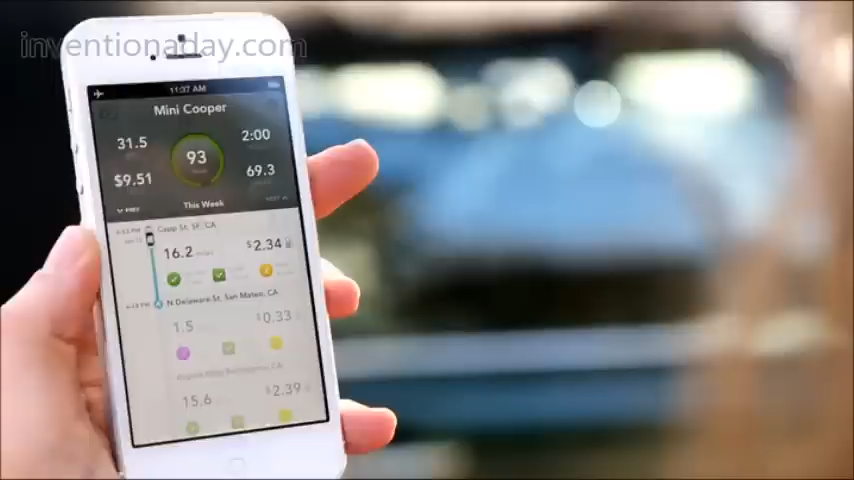 inventionaday.com
11:37 AM
Mini Cooper
31.5
93
2:00
$9.51
69.3
PREV
This Week
Capp St, SF, CA
16.2
$2.34
N Delaware St, San Mateo, CA
1.5
$0.33
15.6
$2.39